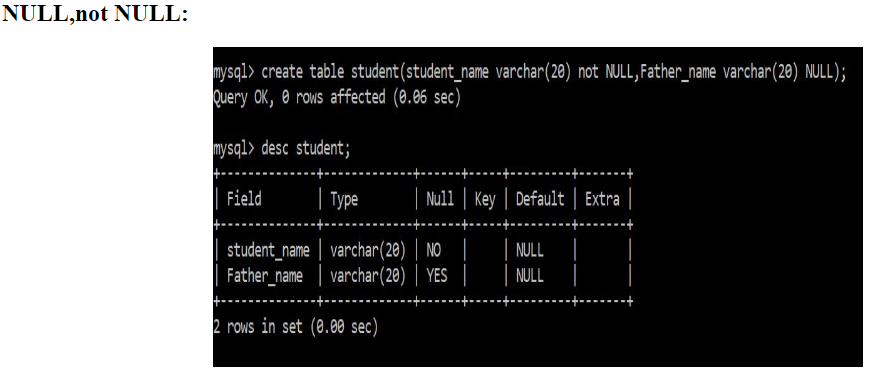 NULL,not NULL:
mysql> create table student(student_name varchar(20) not NULL,Father_name varchar(20) NULL);
Query OK, 0 rows affected (0.06 sec)
mysql> desc student;
+--------------+-------------+------+-----+---------+-------+
| Field        | Type        | Null | Key | Default | Extra |
+--------------+-------------+------+-----+---------+-------+
| student_name | varchar(20) | NO   |     | NULL    |       |
| Father_name  | varchar(20) | YES  |     | NULL    |       |
+--------------+-------------+------+-----+---------+-------+
2 rows in set (0.00 sec)